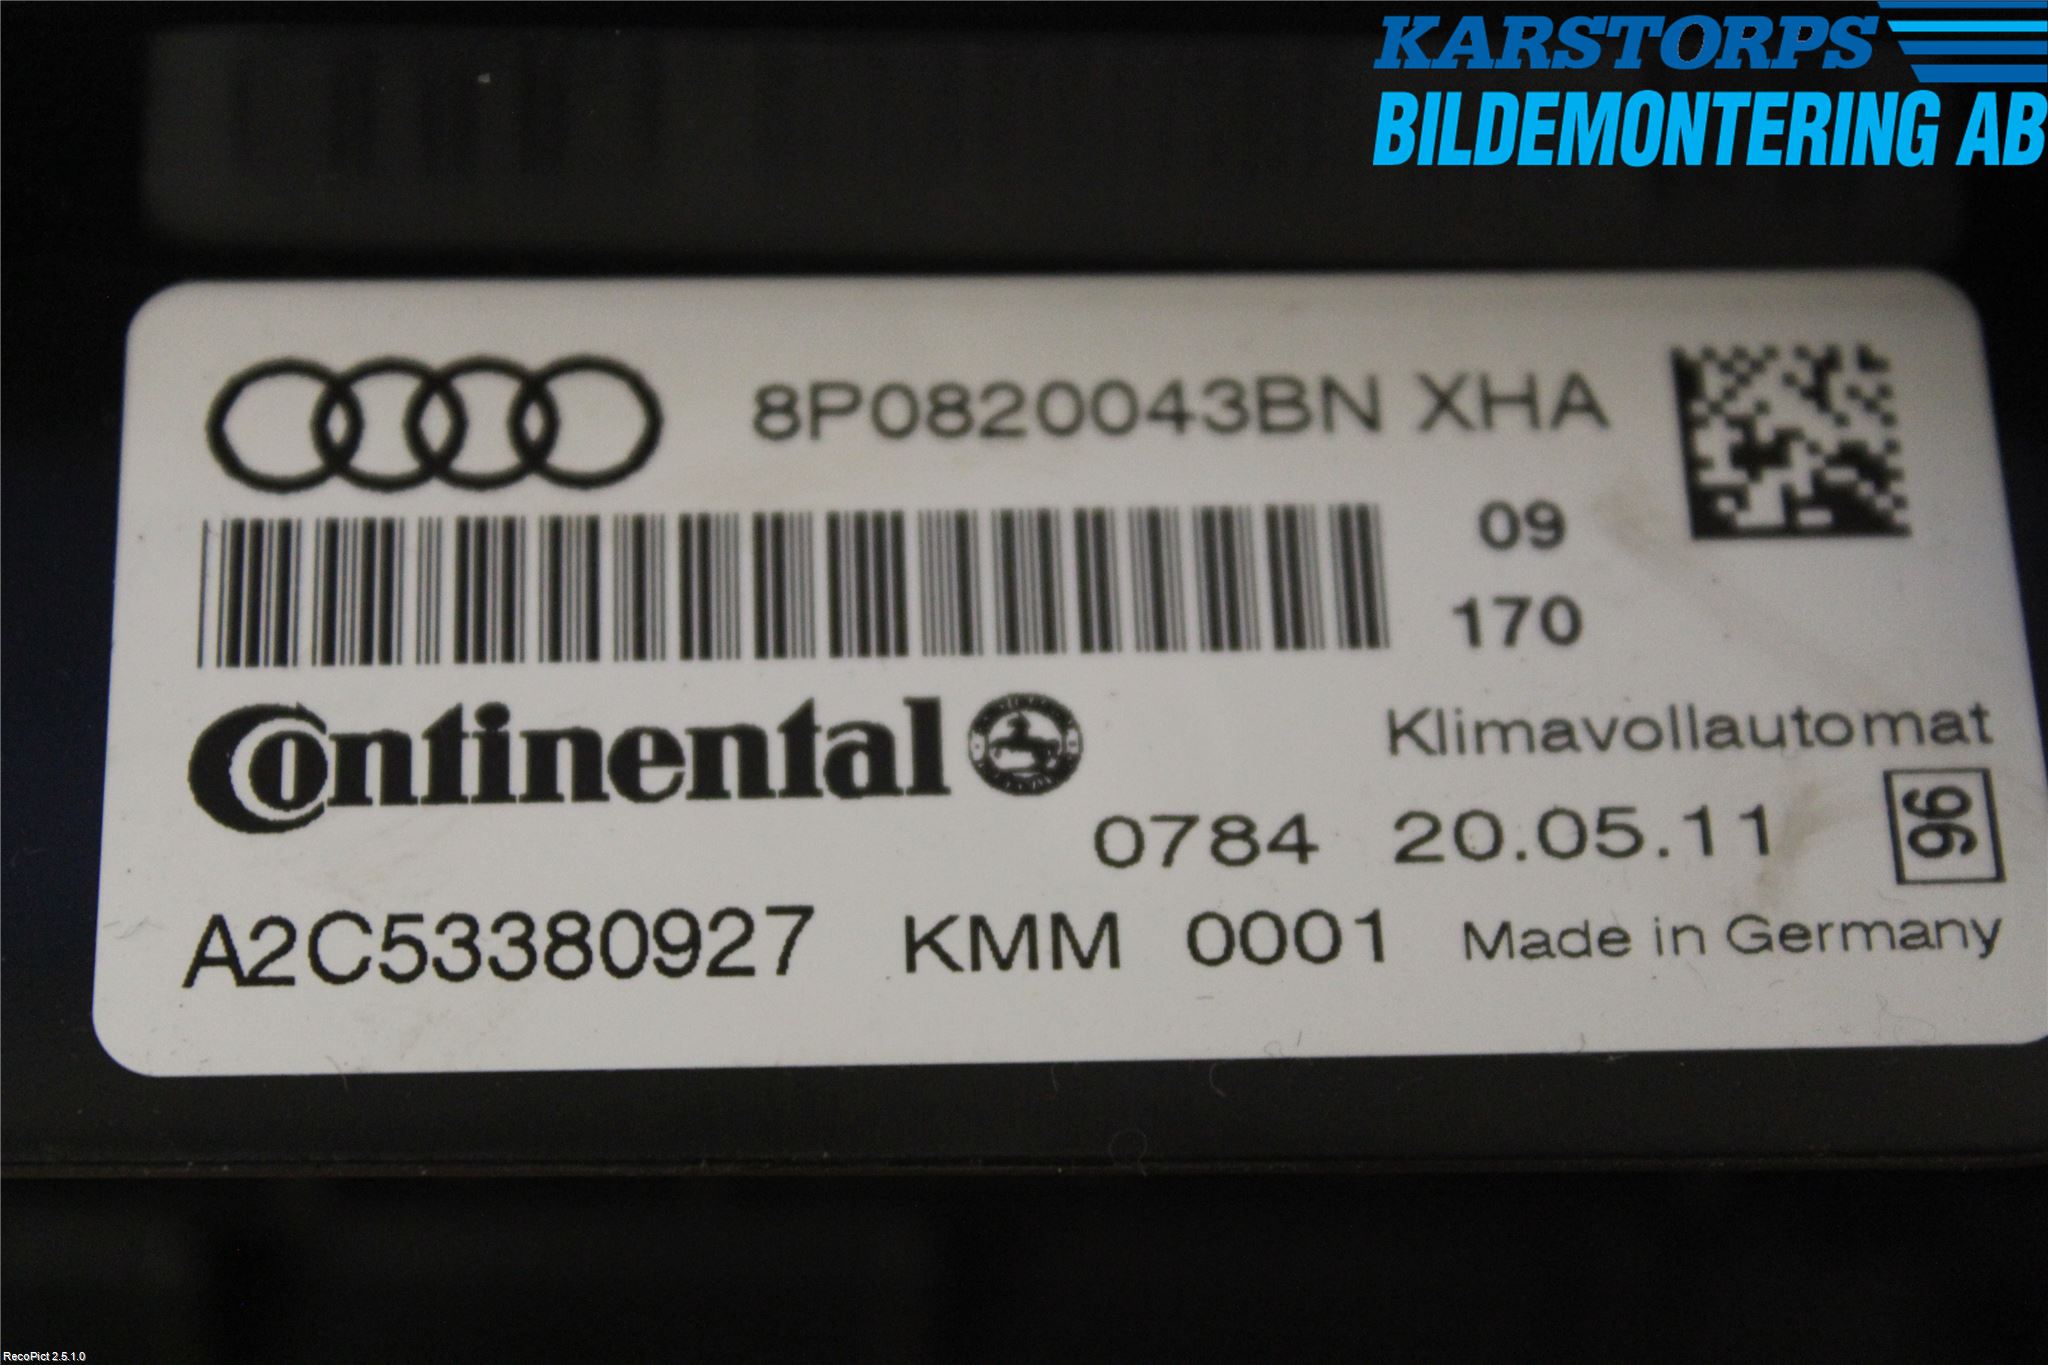 KARSTORPS
BILDEMONTERING AB
8P0820043BN XHA
09
170
Continental
Klimavollautomat
0784 20.05.11 96
A2C53380927 KMM 0001 Made in Germany
RecoPict 2.5.1.0